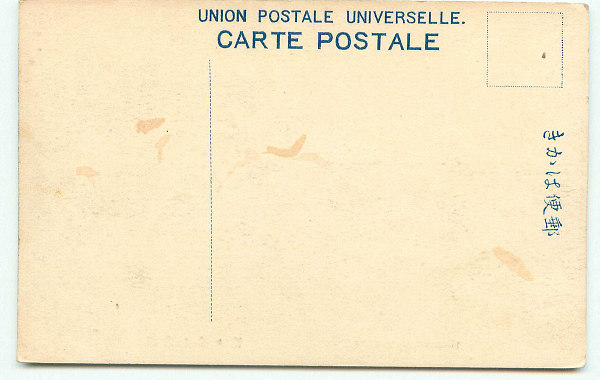 UNION POSTALE UNIVERSELLE.
CARTE POSTALE
郵便はかき